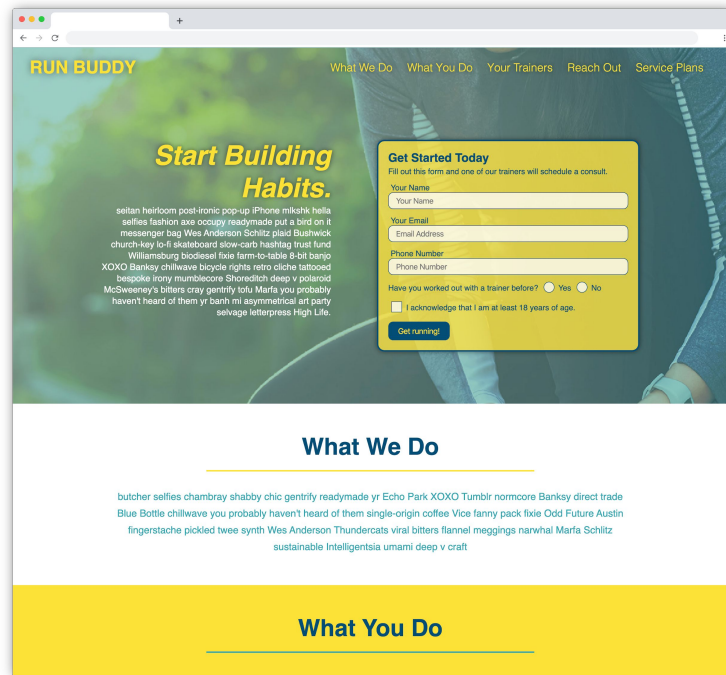 RUN BUDDY
What We Do What You Do Your Trainers Reach Out Service Plans
Start Building
Habits.
seitan heirloom post-ironic pop-up iPhone mlkshk hella
selfies fashion axe occupy readymade put a bird on it
messenger bag Wes Anderson Schlitz plaid Bushwick
church-key lo-fi skateboard slow-carb hashtag trust fund
Williamsburg biodiesel fixie farm-to-table 8-bit banjo
XOXO Banksy chillwave bicycle rights retro cliche tattooed
bespoke irony mumblecore Shoreditch deep v polaroid
McSweeney's bitters cray gentrify tofu Marfa you probably
haven't heard of them yr banh mi asymmetrical art party
selvage letterpress High Life.
Get Started Today
Fill out this form and one of our trainers will schedule a consult.
Your Name
Your Name
Your Email
Email Address
Phone Number
Phone Number
Have you worked out with a trainer before? Yes No
I acknowledge that I am at least 18 years of age.
Get running!
What We Do
butcher selfies chambray shabby chic gentrify readymade yr Echo Park XOXO Tumblr normcore Banksy direct trade
Blue Bottle chillwave you probably haven't heard of them single-origin coffee Vice fanny pack fixie Odd Future Austin
fingerstache pickled twee synth Wes Anderson Thundercats viral bitters flannel meggings narwhal Marfa Schlitz
sustainable Intelligentsia umami deep v craft
What You Do